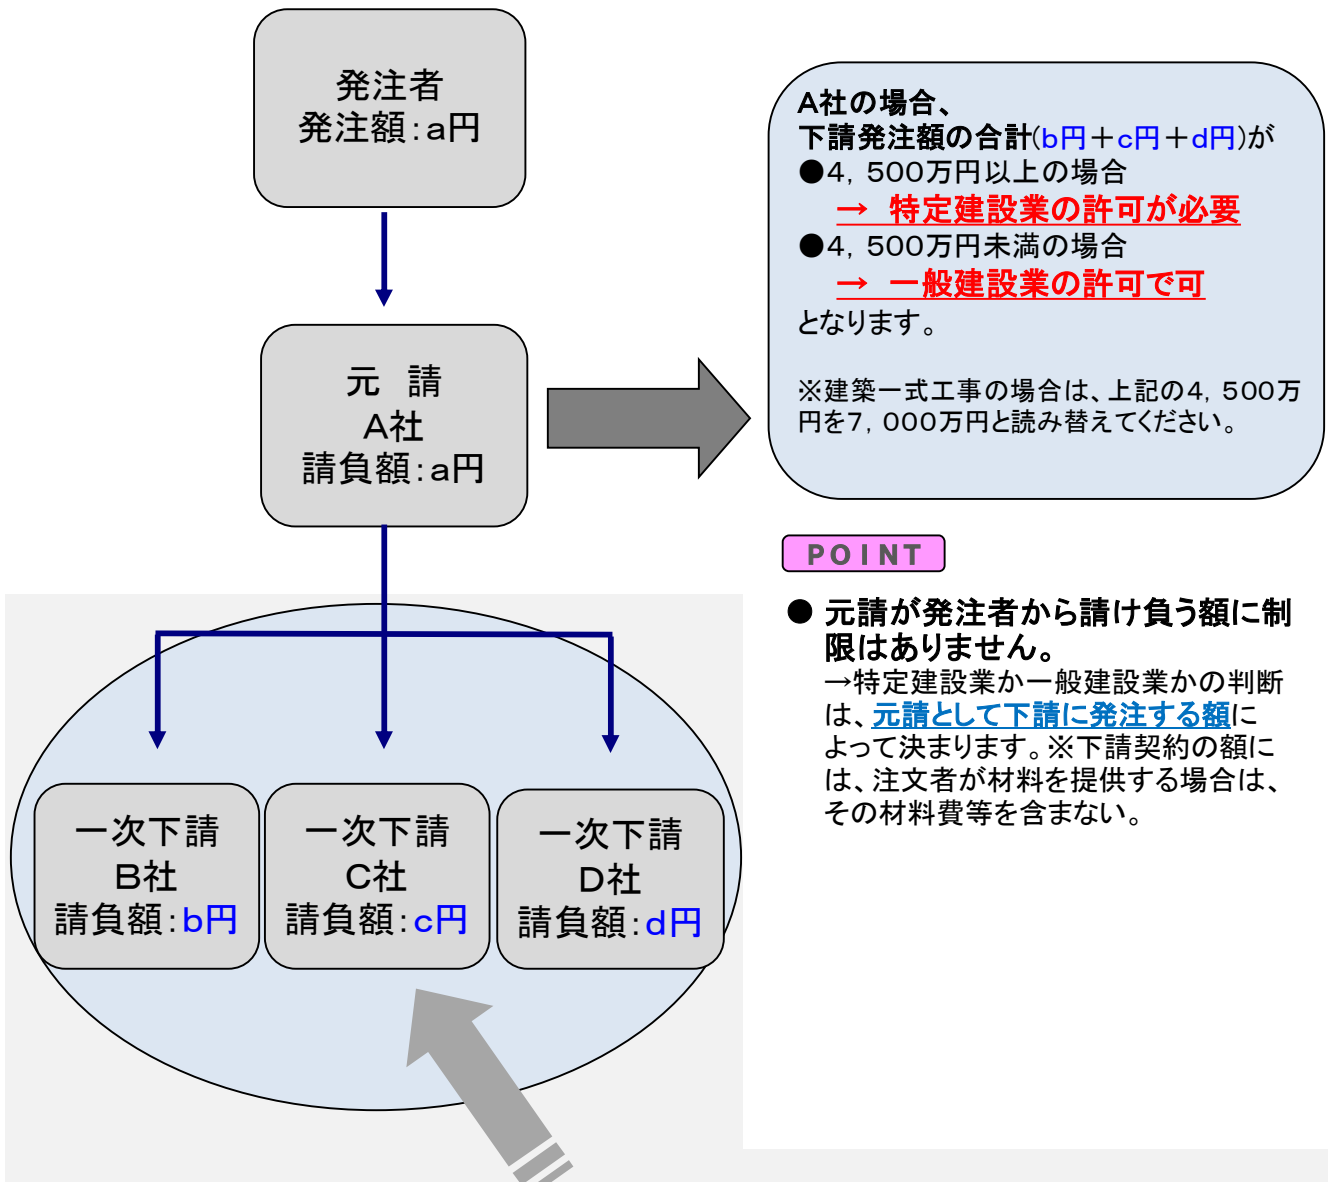 発注者
発注額：a円
元　請
A社
請負額：a円
A社の場合、
下請発注額の合計(b円＋c円＋d円)が
●4，500万円以上の場合
→　特定建設業の許可が必要
●4，500万円未満の場合
→　一般建設業の許可で可
となります。
※建築一式工事の場合は、上記の4，500万
円を7，000万円と読み替えてください。
POINT
● 元請が発注者から請け負う額に制
限はありません。
→特定建設業か一般建設業かの判断
は、元請として下請に発注する額に
よって決まります。※下請契約の額に
は、注文者が材料を提供する場合は、
その材料費等を含まない。
一次下請
B社
請負額：b円
一次下請
C社
請負額：c円
一次下請
D社
請負額：d円